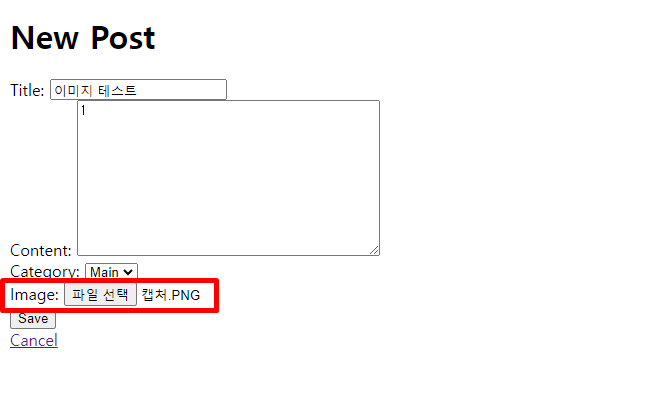 New Post
Title: 이미지 테스트
1
Content:
Category: Main
Image: 파일 선택 캡처.PNG
Save
Cancel